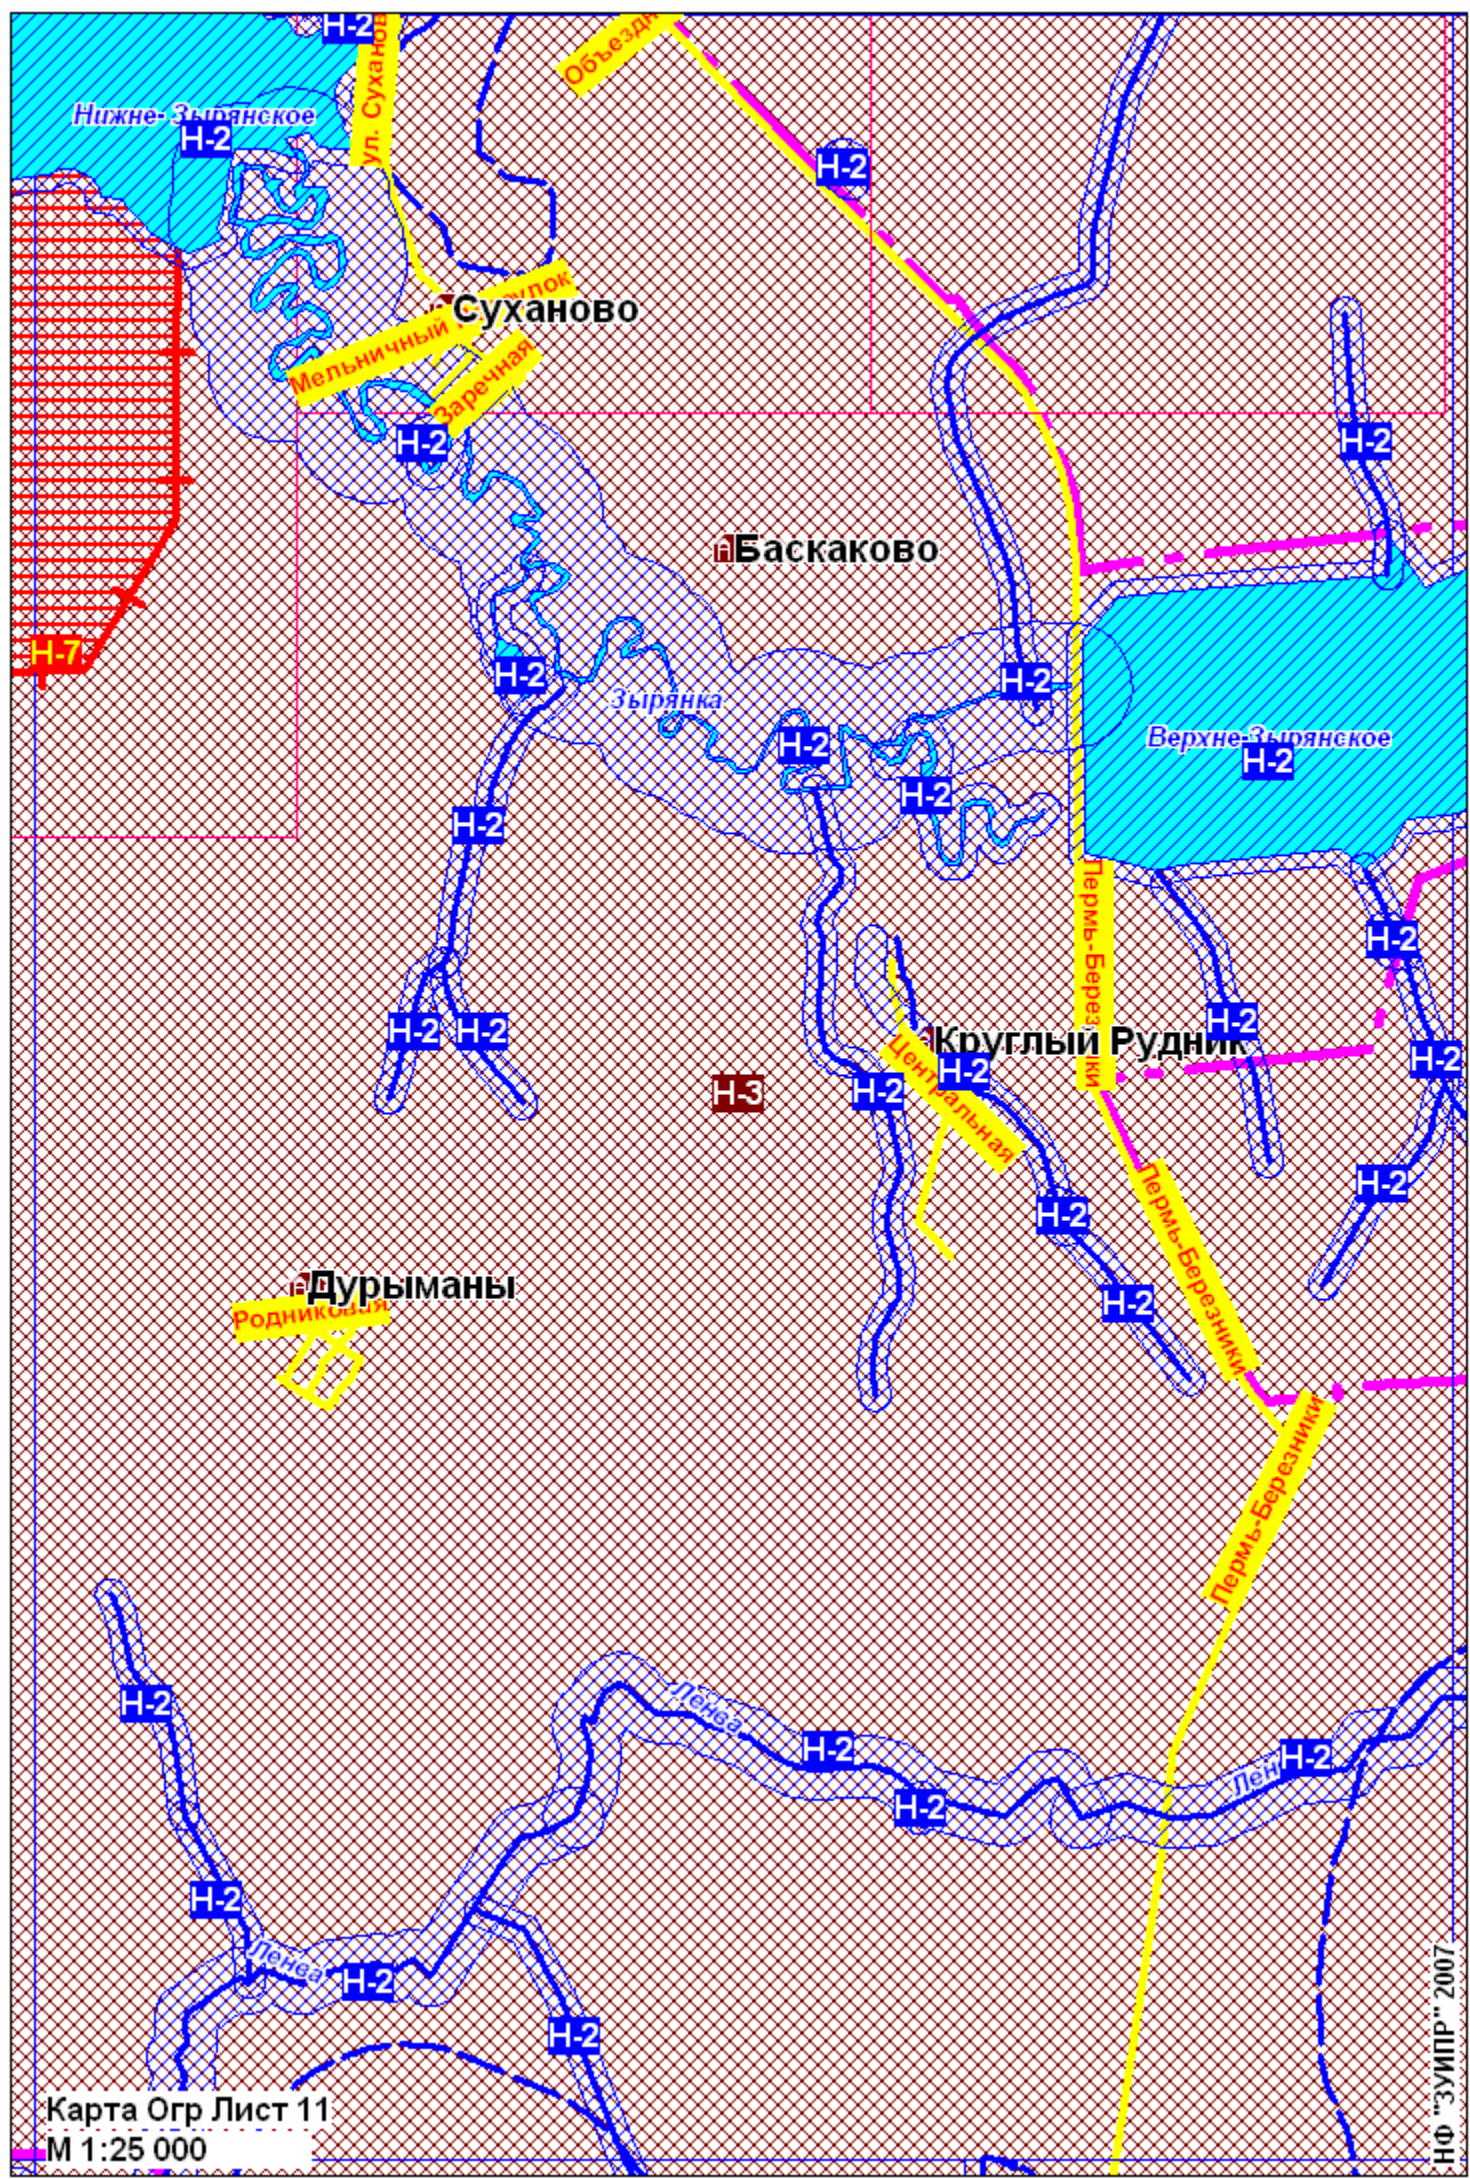 Н-2
ул. Сухано
Объезд
Нижне-Зырянское
Н-2
Н-2
Суханово
Мельничный
Заречная
Н-2
Н-2
Баскаково
Н-7
Н-2
Зырянка
Н-2
Н-2
Верхне-Зырянское
Н-2
Н-2
Н-2
Н-2
Пермь-Березники
Н-2
Н-2
Н-2
Н-2
Круглый Рудник
Н-2
Н-2
Н-3
Н-2
Центральная
Н-2
Н-2
Пермь-Березники
Дурыманы
Родниковая
Н-2
Пермь-Березники
Н-2
Ленва
Н-2
Н-2
Лен
Н-2
Н-2
Ленва
Н-2
Н-2
НФ "ЗУИПР" 2007
Карта Огр Лист 11
М 1:25 000